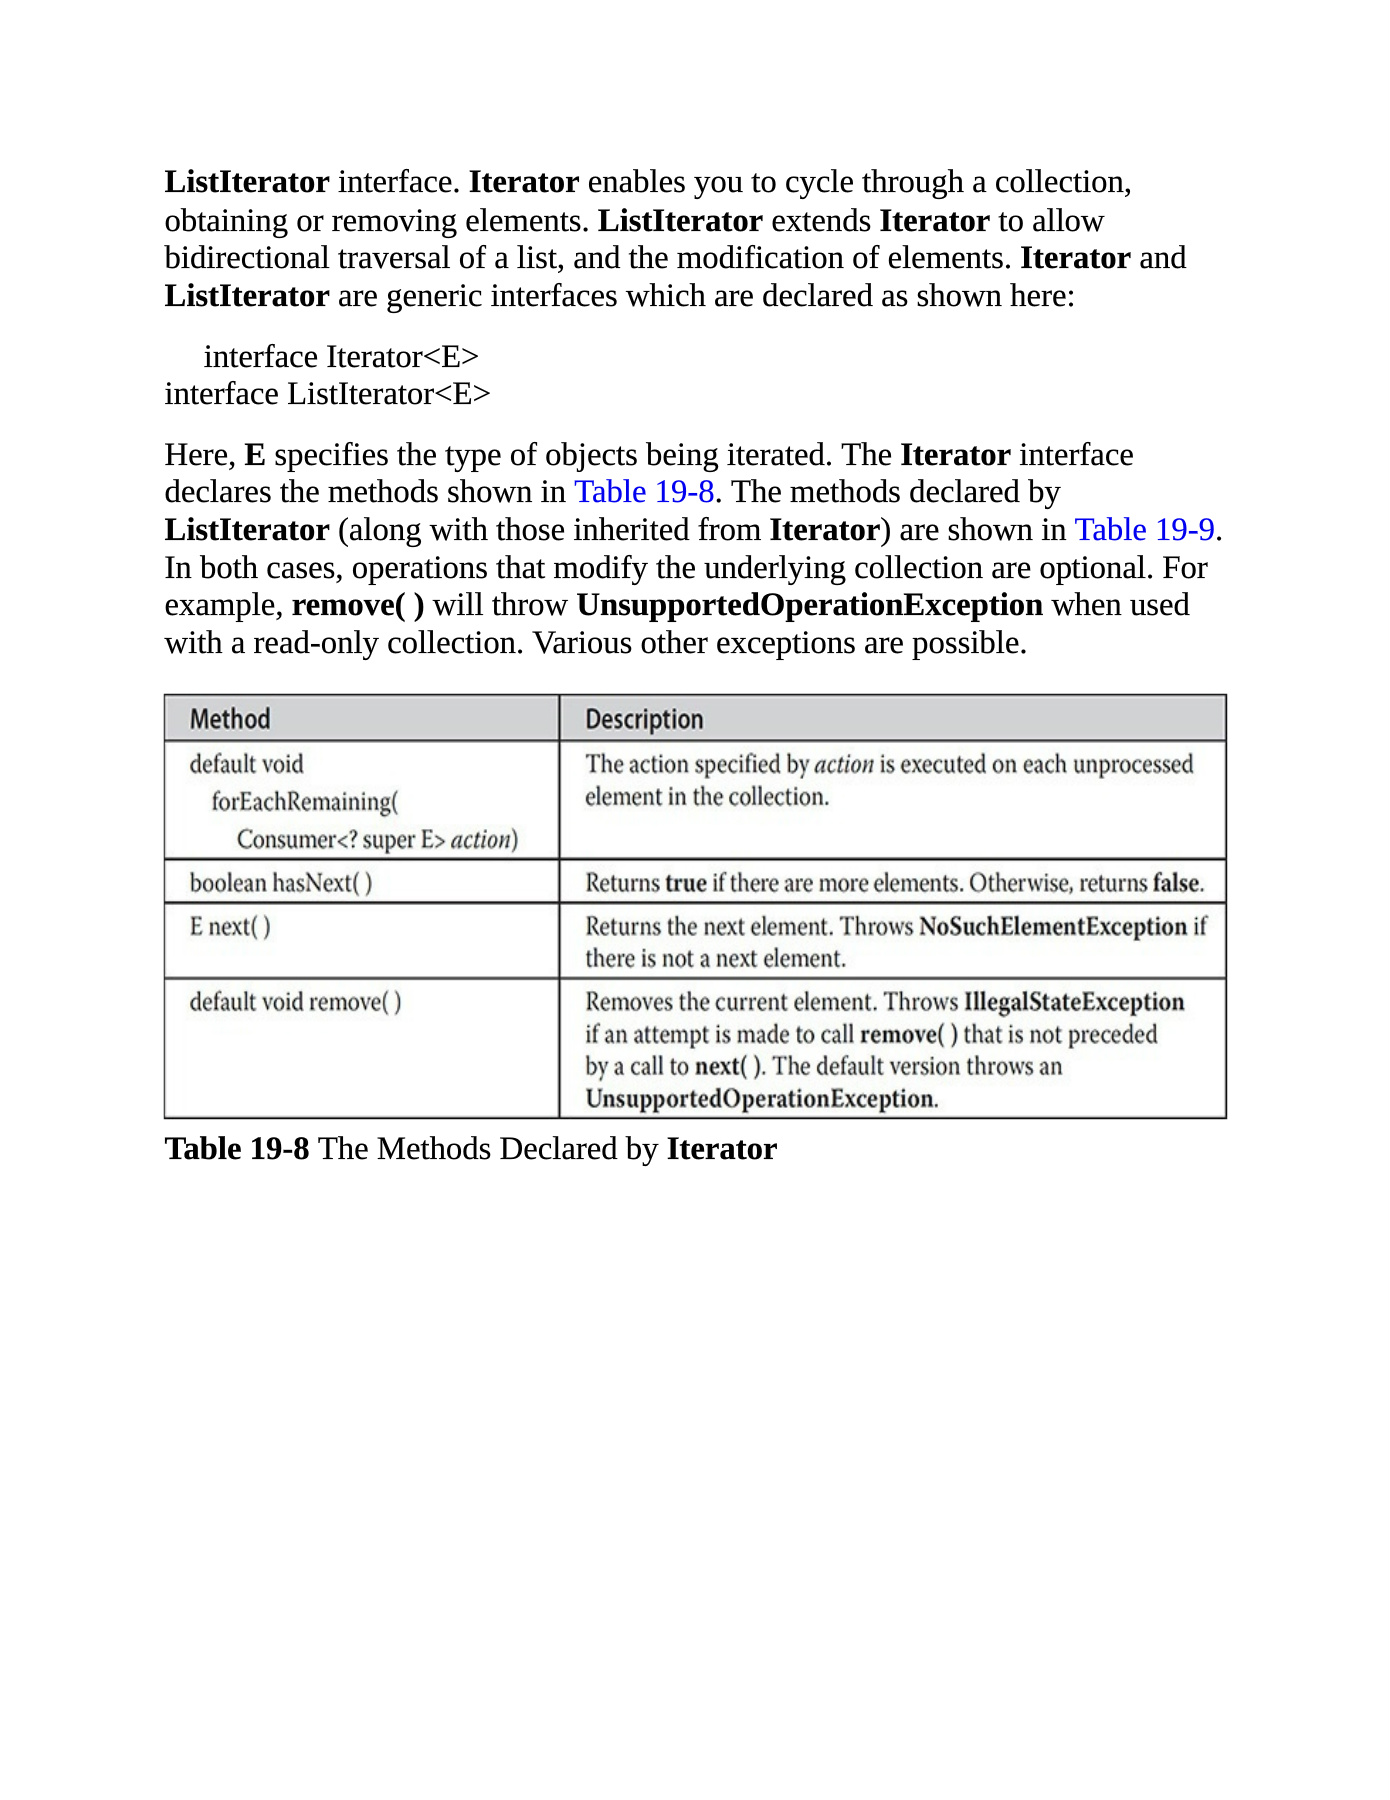 ListIterator interface. Iterator enables you to cycle through a collection,
obtaining or removing elements. ListIterator extends Iterator to allow
bidirectional traversal of a list, and the modification of elements. Iterator and
ListIterator are generic interfaces which are declared as shown here:
interface Iterator<E>
interface ListIterator<E>
Here, E specifies the type of objects being iterated. The Iterator interface
declares the methods shown in Table 19-8. The methods declared by
ListIterator (along with those inherited from Iterator) are shown in Table 19-9.
In both cases, operations that modify the underlying collection are optional. For
example, remove( ) will throw UnsupportedOperationException when used
with a read-only collection. Various other exceptions are possible.
Method Description
default void
forEachRemaining(
Consumer<? super E> action)
The action specified by action is executed on each unprocessed
element in the collection.
boolean hasNext( ) Returns true if there are more elements. Otherwise, returns false.
E next( ) Returns the next element. Throws NoSuchElementException if
there is not a next element.
default void remove( ) Removes the current element. Throws IllegalStateException
if an attempt is made to call remove( ) that is not preceded
by a call to next( ). The default version throws an
UnsupportedOperationException.
Table 19-8 The Methods Declared by Iterator